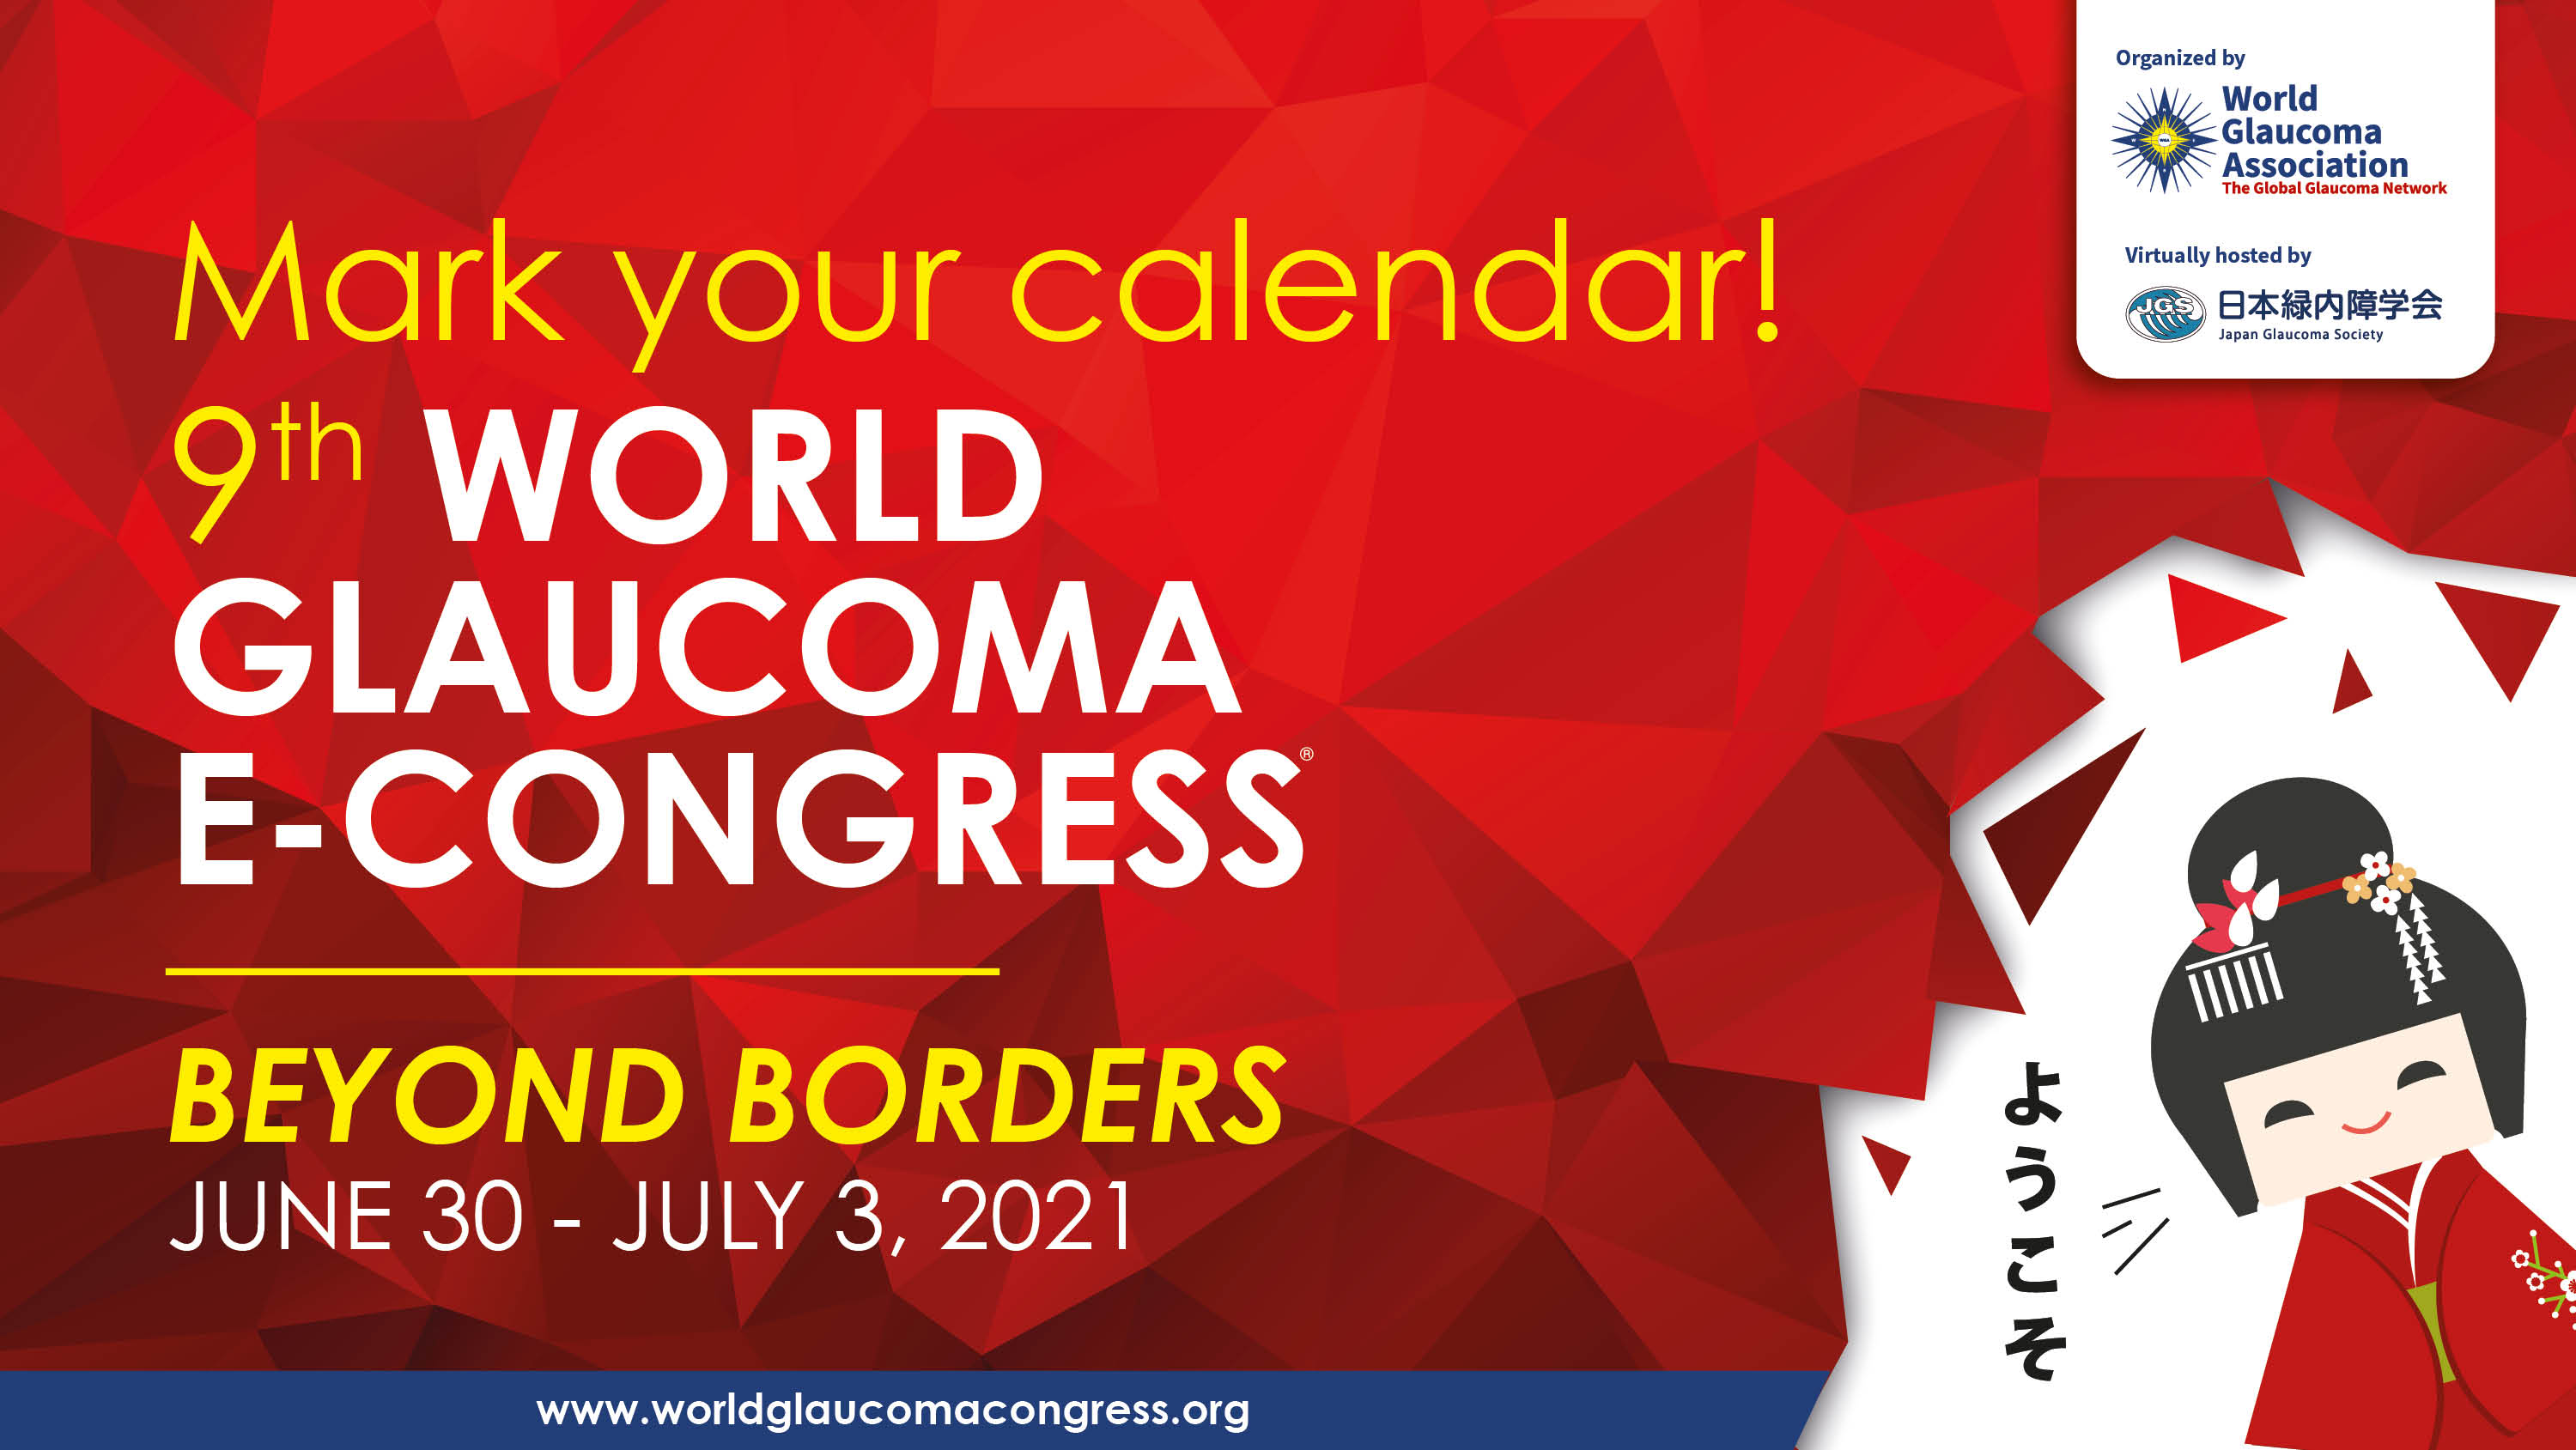 Mark your calendar!
9th WORLD
GLAUCOMA
E-CONGRESS®
BEYOND BORDERS
JUNE 30 - JULY 3, 2021
www.worldglaucomacongress.org
Organized by
World
Glaucoma
Association
The Global Glaucoma Network
Virtually hosted by
JGS
日本緑内障学会
Japan Glaucoma Society
ようこそ